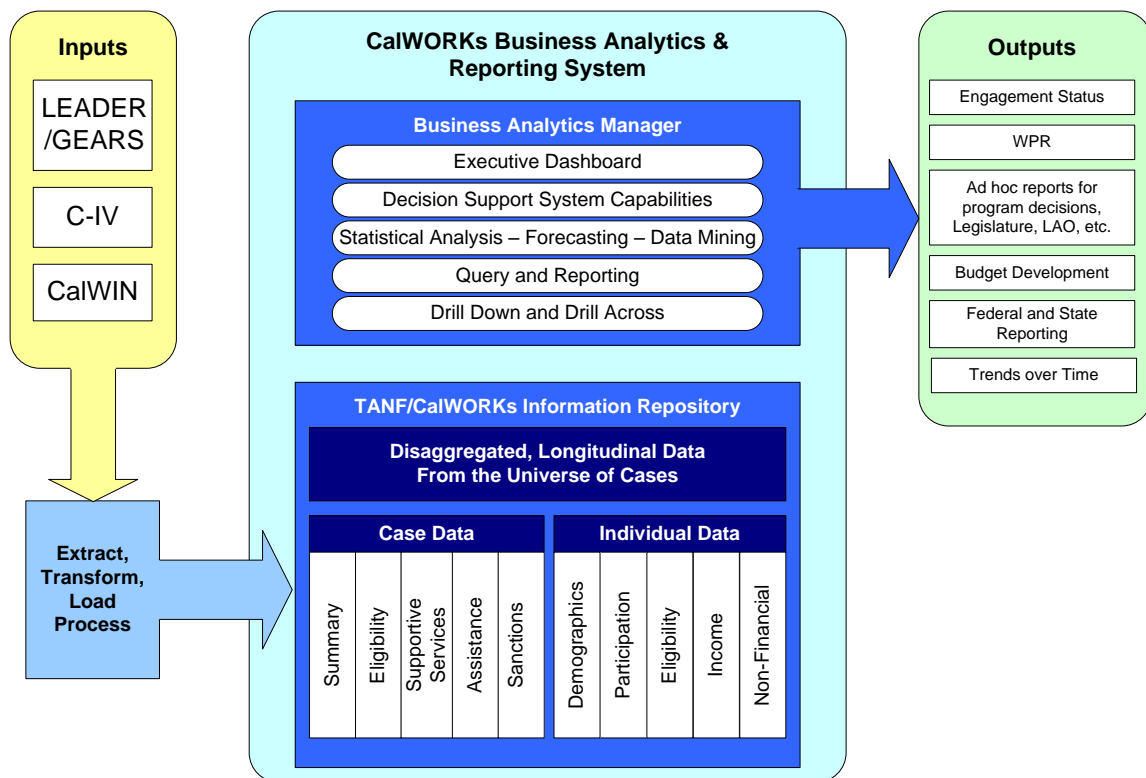 Inputs
LEADER
/GEARS
C-IV
CalWIN
Extract,
Transform,
Load
Process
CalWORKs Business Analytics &
Reporting System
Business Analytics Manager
Executive Dashboard
Decision Support System Capabilities
Statistical Analysis – Forecasting – Data Mining
Query and Reporting
Drill Down and Drill Across
TANF/CalWORKs Information Repository
Disaggregated, Longitudinal Data
From the Universe of Cases
Case Data
Summary
Eligibility
Supportive
Services
Assistance
Sanctions
Individual Data
Demographics
Participation
Eligibility
Income
Non-Financial
Outputs
Engagement Status
WPR
Ad hoc reports for
program decisions,
Legislature, LAO, etc.
Budget Development
Federal and State
Reporting
Trends over Time